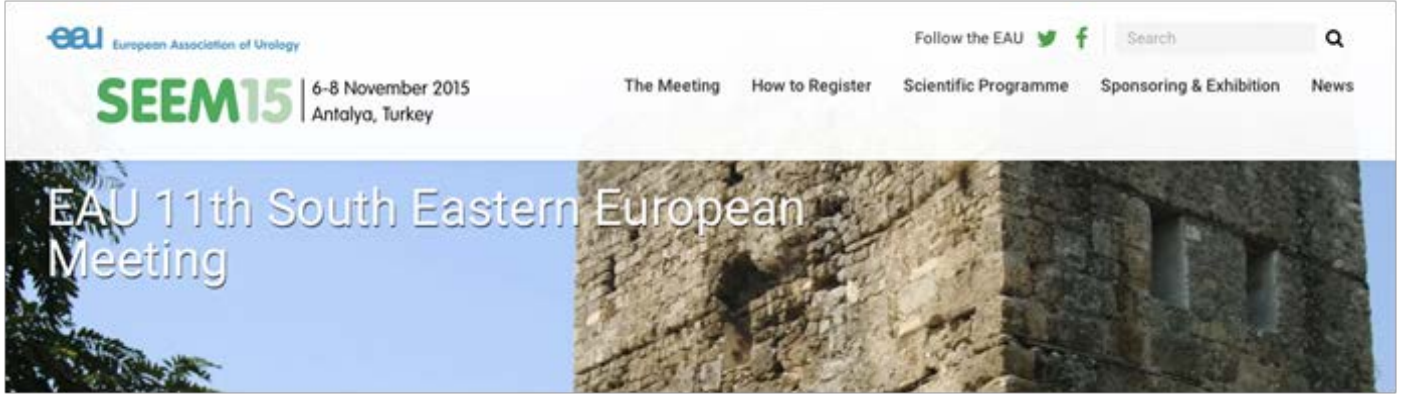 eau European Association of Urology
Follow the EAU
Search
SEEM15
6-8 November 2015
Antalya, Turkey
The Meeting How to Register Scientific Programme Sponsoring & Exhibition News
EAU 11th South Eastern European
Meeting